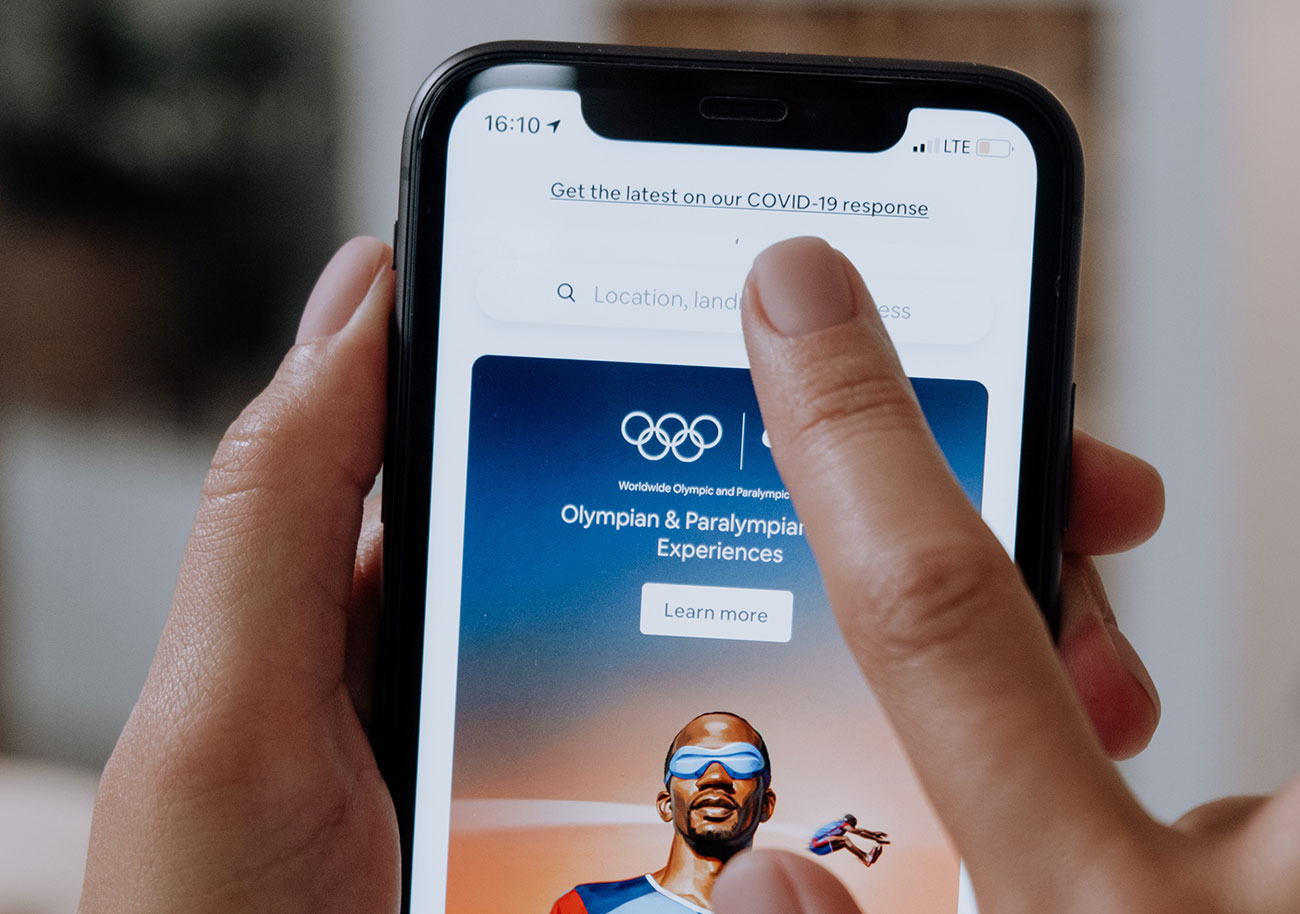 16:10
LTE
Get the latest on our COVID-19 response
Location,
Worldwide Olympic and Paralympic
Olympian & Paralympian
Experiences
Learn more